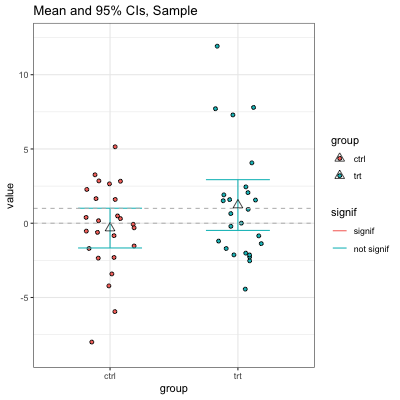 Mean and 95% CIs, Sample
value
10
5
0
-5
ctrl
trt
group
group
ctrl
trt
signif
signif
not signif